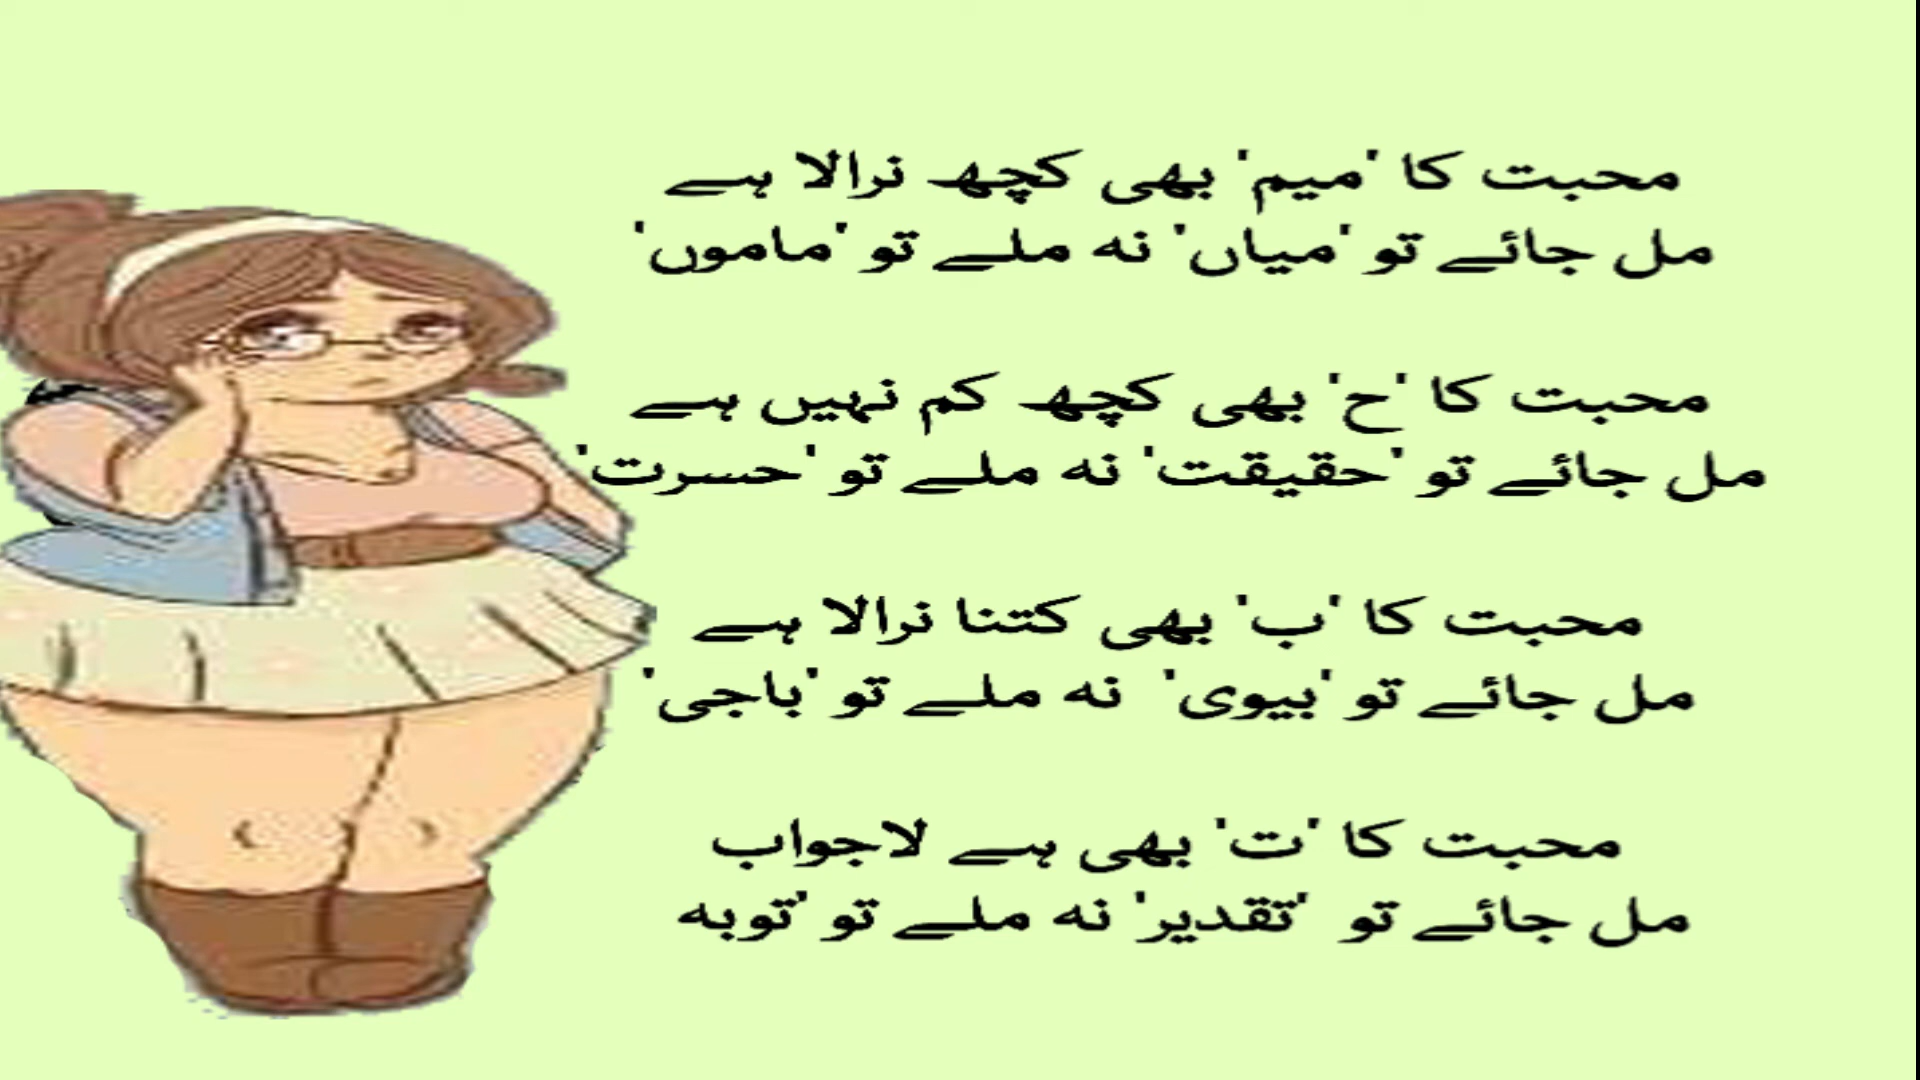 محبت کا 'میم' بھی کچھ نرالا ہے
مل جائے تو 'میاں' نہ ملے تو 'ماموں'
محبت کا 'ح' بھی کچھ کم نہیں ہے
مل جائے تو 'حقیقت' نہ ملے تو 'حسرت'
محبت کا 'ب' بھی کتنا نرالا ہے
مل جائے تو 'بیوی' نہ ملے تو 'باجی'
محبت کا 'ت' بھی ہے لاجواب
مل جائے تو 'تقدیر' نہ ملے تو 'توبہ